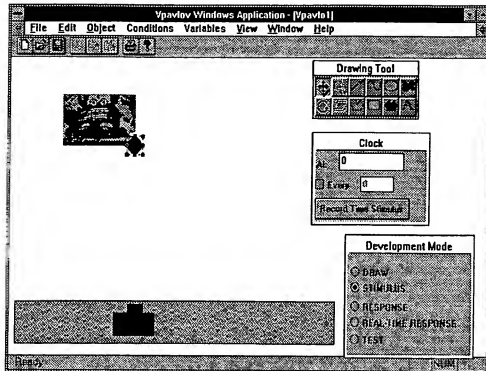 Vpavlov Windows Application - [Vpavlo1]
File Edit Object Conditions Variables View Window Help
Drawing Tool
Clock
At: 0
Every: 0
Record Time Stimulus
Development Mode
DRAW
STIMULUS
RESPONSE
REAL-TIME RESPONSE
TEST
Ready
NUM